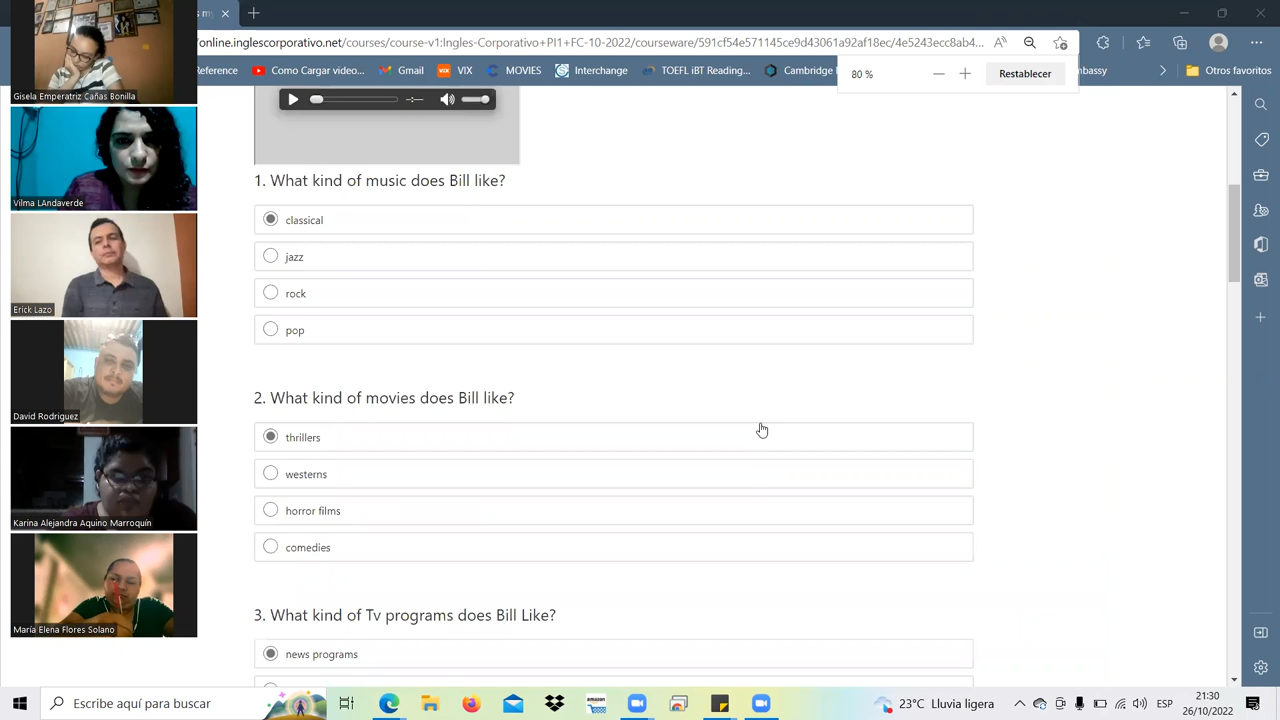 online.inglescorporativo.net/courses/course-v1:Ingles-Corporativo+PI1+FC-10-2022/courseware/591cf54e571145ce9d43061a92af18ec/4e5243ecc8ab4...
Reference
Como Cargar video...
Gmail
VIX
MOVIES
Interchange
TOEFL iBT Reading...
Cambridge
Otros favoritos
80 %
Restablecer
Gisela Emperatriz Cañas Bonilla
Vilma LAndaverde
Erick Lazo
David Rodriguez
Karina Alejandra Aquino Marroquín
María Elena Flores Solano
1. What kind of music does Bill like?
classical
jazz
rock
pop
2. What kind of movies does Bill like?
thrillers
westerns
horror films
comedies
3. What kind of Tv programs does Bill Like?
news programs
Escribe aquí para buscar
amazon
23°C Lluvia ligera
ESP
21:30
26/10/2022